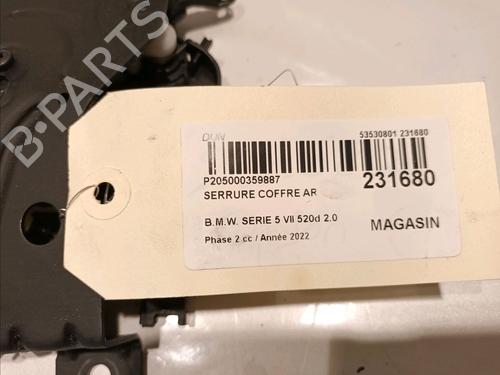 B-PARTS
DUN
53530801 231680
P205000359887
SERRURE COFFRE AR
231680
B.M.W. SERIE 5 VII 520d 2.0
MAGASIN
Phase 2 cc / Année 2022